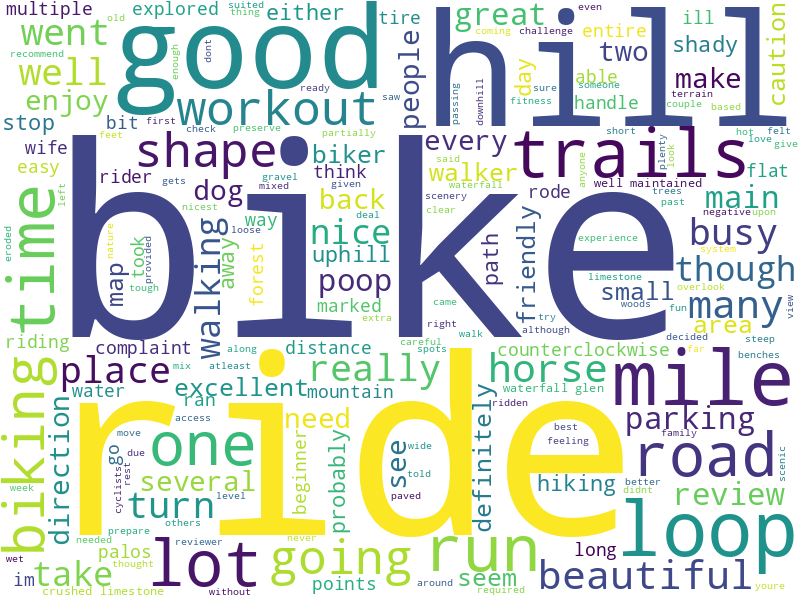 multiple
old
explored
suited
thing
either
tire
great
even
ill
entire
caution
recommend
went
good
people
hill
two
shady
dont
enough
coming
challenge
someone
day
able
make
well
enjoy
workout
ready
saw
passing
downhill
fitness
sure
couple
terrain
handle
based
stop
bit
first
check
preserve
partially
feet
shape
biker
every
trails
short
hot
felt
plenty
look
love
give
wife
easy
rider
gets
gravel
mixed
think
given
said
walker
waterfall
anyone
well maintained
trees
past
flat
left
dog
back
rode
scenery
clear
negative
upon
main
time
map
loose
nicest
way
deal
nice
path
friendly
bike
experience
busy
eroded
took
provided
walking
away
forest
nature
uphill
limestone
system
though
tough
poop
small
overlook
marked
came
try
woods
fun
many
view
extra
right
walk
although
area
riding
complaint
along
distance
careful
spots
counterclockwise
decided
steep
far
benches
place
mix
atleast
really
horse
waterfall glen
mile
water
ran
excellent
mountain
ridden
biking
access
need
ride
best
feeling
family
parking
direction
move
due
one
wide
see
told
definitely
road
go
cyclists
rest
several
level
beginner
probably
paved
hiking
better
didnt
scenic
week
turn
others
review
needed
prepare
never
palos
thought
reviewer
going
run
loop
wet
im
take
lot
without
points
seem
around
required
long
beautiful
youre
crushed limestone